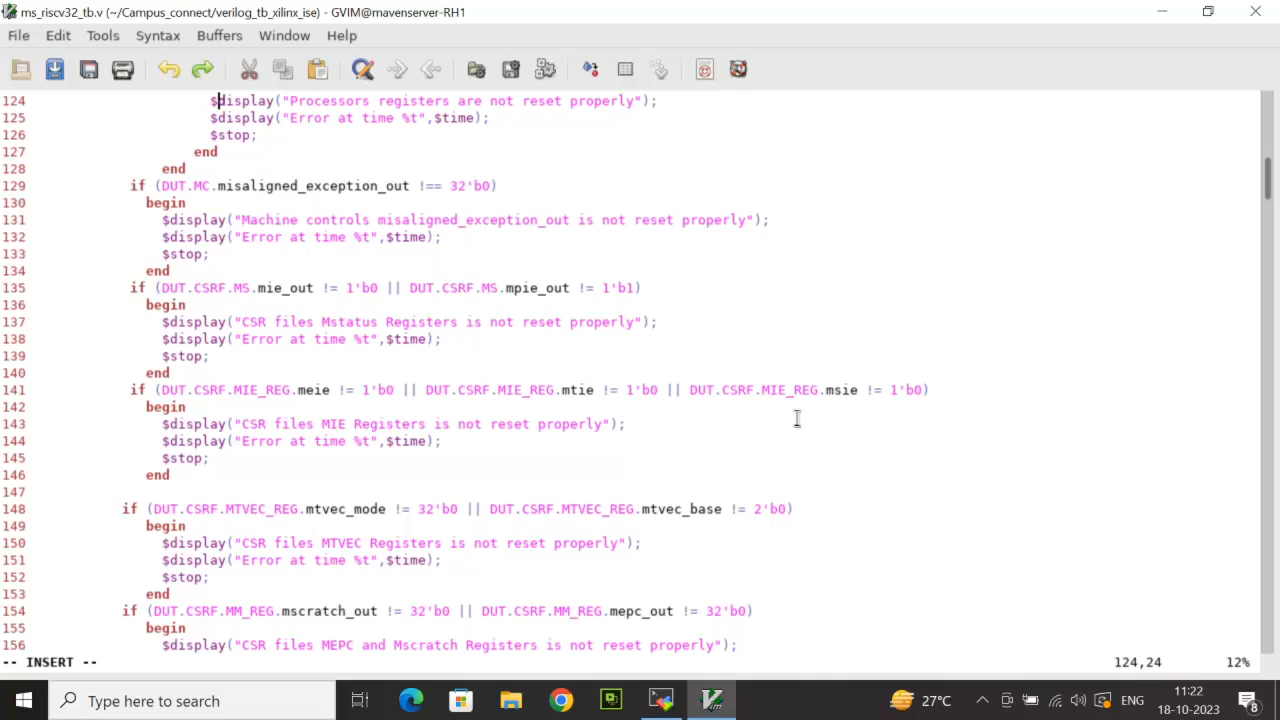 ms_riscv32_tb.v (~/Campus_connect/verilog_tb_xilinx_ise) - GVIM@mavenserver-RH1
File Edit Tools Syntax Buffers Window Help
124 $display("Processors registers are not reset properly");
125 $display("Error at time %t",$time);
126 $stop;
127 end
128 end
129 if (DUT.MC.misaligned_exception_out !== 32'b0)
130 begin
131 $display("Machine controls misaligned_exception_out is not reset properly");
132 $display("Error at time %t",$time);
133 $stop;
134 end
135 if (DUT.CSRF.MS.mie_out != 1'b0 || DUT.CSRF.MS.mpie_out != 1'b1)
136 begin
137 $display("CSR files Mstatus Registers is not reset properly");
138 $display("Error at time %t",$time);
139 $stop;
140 end
141 if (DUT.CSRF.MIE_REG.meie != 1'b0 || DUT.CSRF.MIE_REG.mtie != 1'b0 || DUT.CSRF.MIE_REG.msie != 1'b0)
142 begin
143 $display("CSR files MIE Registers is not reset properly");
144 $display("Error at time %t",$time);
145 $stop;
146 end
147
148 if (DUT.CSRF.MTVEC_REG.mtvec_mode != 32'b0 || DUT.CSRF.MTVEC_REG.mtvec_base != 2'b0)
149 begin
150 $display("CSR files MTVEC Registers is not reset properly");
151 $display("Error at time %t",$time);
152 $stop;
153 end
154 if (DUT.CSRF.MM_REG.mscratch_out != 32'b0 || DUT.CSRF.MM_REG.mepc_out != 32'b0)
155 begin
156 $display("CSR files MEPC and Mscratch Registers is not reset properly");
-- INSERT -- 124,24 12%
Type here to search 27°C ENG 11:22
18-10-2023 8